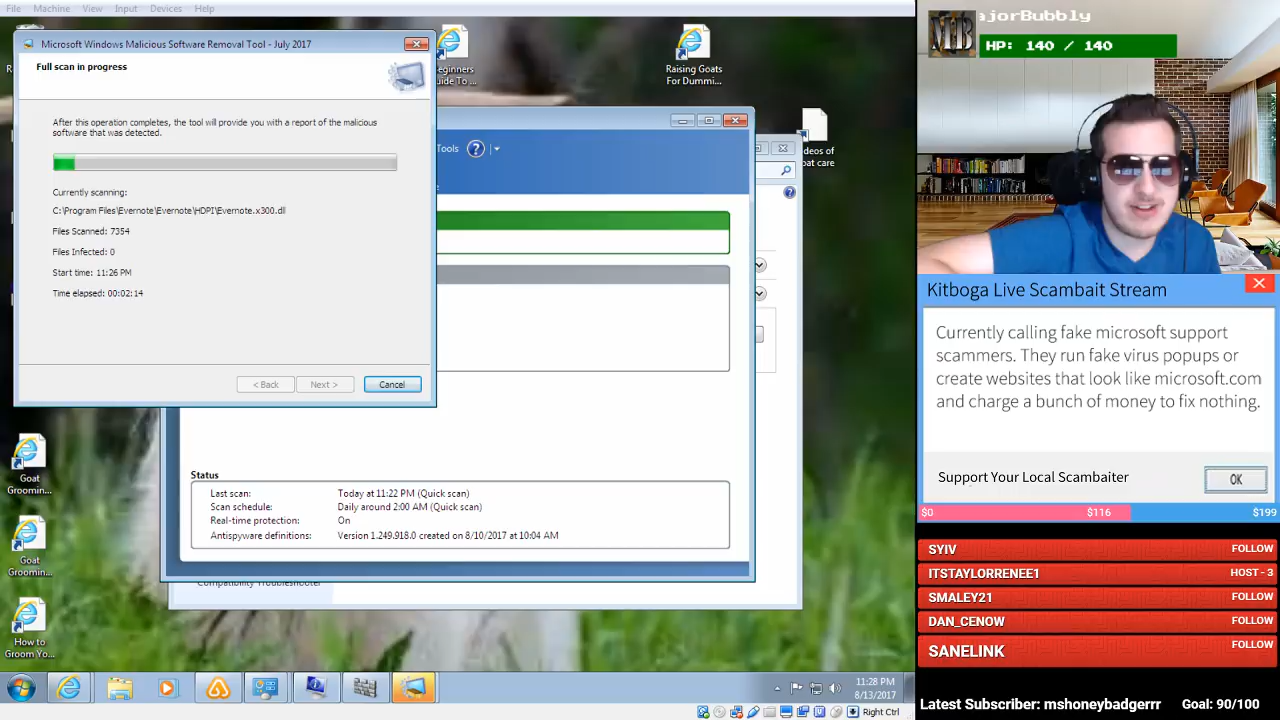 File Machine View Input Devices Help
Microsoft Windows Malicious Software Removal Tool - July 2017
Full scan in progress
After this operation completes, the tool will provide you with a report of the malicious
software that was detected.
Currently scanning:
C:\Program Files\Evernote\Evernote\HDPI\Evernote.x300.dll
Files Scanned: 7354
Files Infected: 0
Start time: 11:26 PM
Time elapsed: 00:02:14
< Back
Next >
Cancel
eginners
uide To...
Raising Goats
For Dummi...
deos of
oat care
Tools
Status
Last scan: Today at 11:22 PM (Quick scan)
Scan schedule: Daily around 2:00 AM (Quick scan)
Real-time protection: On
Antispyware definitions: Version 1.249.918.0 created on 8/10/2017 at 10:04 AM
Compatibility Troubleshooter
Goat
Groomin...
Goat
Groomin...
How to
Groom Yo...
11:28 PM
8/13/2017
Right Ctrl
MB
ajorBubbly
HP: 140 / 140
Kitboga Live Scambait Stream
Currently calling fake microsoft support
scammers. They run fake virus popups or
create websites that look like microsoft.com
and charge a bunch of money to fix nothing.
Support Your Local Scambaiter
OK
$0 $116 $199
SYIV FOLLOW
ITSTAYLORRENEE1 HOST - 3
SMALEY21 FOLLOW
DAN_CENOW FOLLOW
SANELINK FOLLOW
Latest Subscriber: mshoneybadgerrr Goal: 90/100